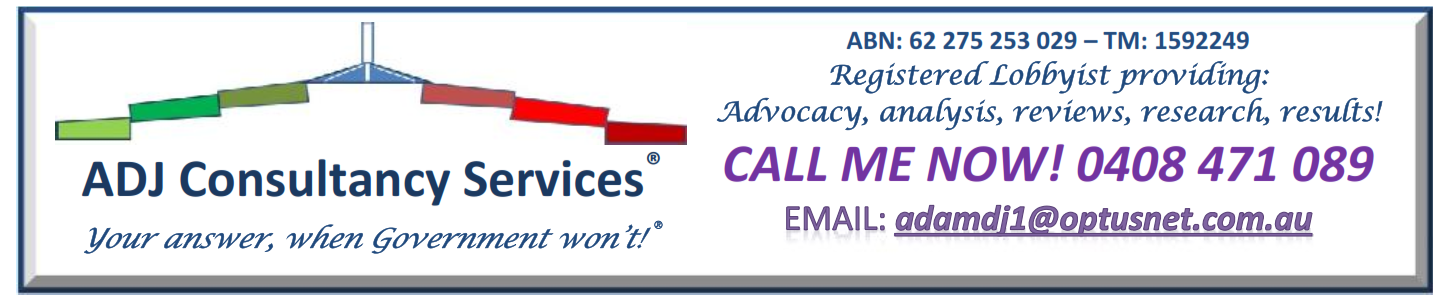 ADJ Consultancy Services®
Your answer, when Government won't!®
ABN: 62 275 253 029 – TM: 1592249
Registered Lobbyist providing:
Advocacy, analysis, reviews, research, results!
CALL ME NOW! 0408 471 089
EMAIL: adamdj1@optusnet.com.au